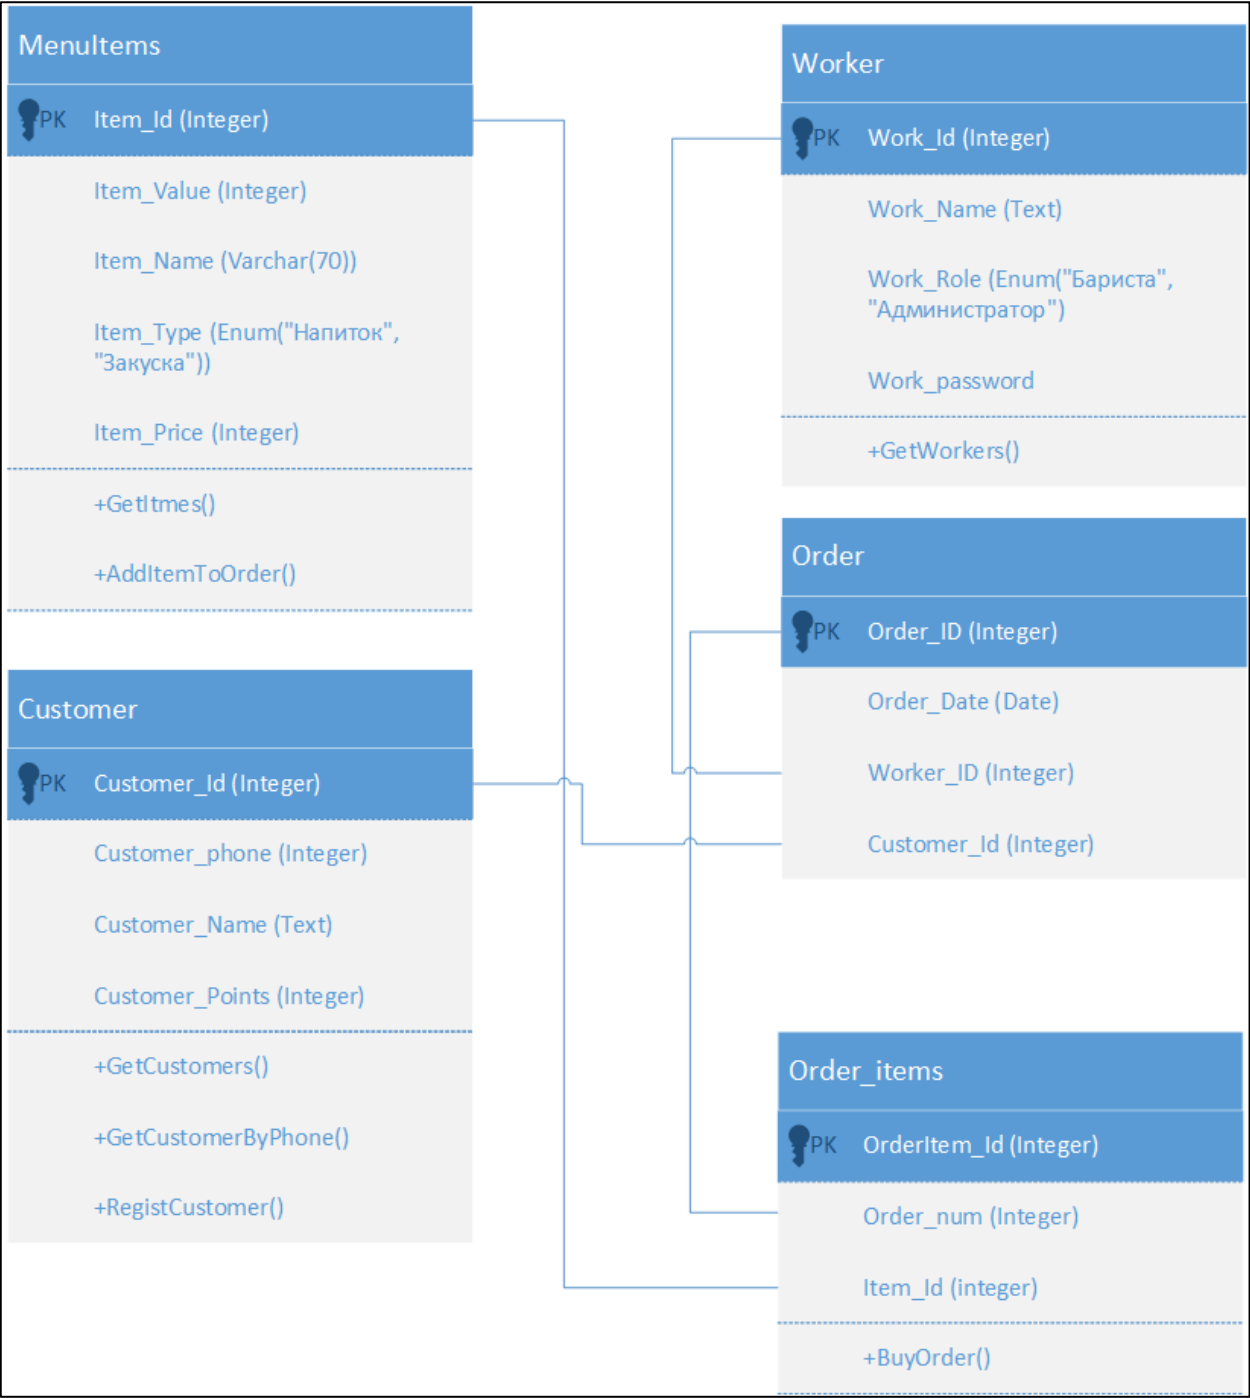 MenuItems
PK Item_Id (Integer)
Item_Value (Integer)
Item_Name (Varchar(70))
Item_Type (Enum("Напиток",
"Закуска"))
Item_Price (Integer)
+GetItmes()
+AddItemToOrder()
Customer
PK Customer_Id (Integer)
Customer_phone (Integer)
Customer_Name (Text)
Customer_Points (Integer)
+GetCustomers()
+GetCustomerByPhone()
+RegistCustomer()
Worker
PK Work_Id (Integer)
Work_Name (Text)
Work_Role (Enum("Бариста",
"Администратор")
Work_password
+GetWorkers()
Order
PK Order_ID (Integer)
Order_Date (Date)
Worker_ID (Integer)
Customer_Id (Integer)
Order_items
PK OrderItem_Id (Integer)
Order_num (Integer)
Item_Id (integer)
+BuyOrder()